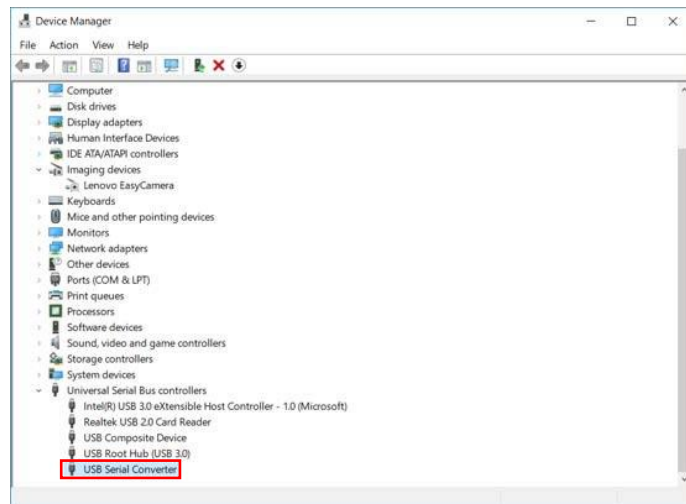 Device Manager
File Action View Help
Computer
Disk drives
Display adapters
Human Interface Devices
IDE ATA/ATAPI controllers
Imaging devices
Lenovo EasyCamera
Keyboards
Mice and other pointing devices
Monitors
Network adapters
Other devices
Ports (COM & LPT)
Print queues
Processors
Software devices
Sound, video and game controllers
Storage controllers
System devices
Universal Serial Bus controllers
Intel(R) USB 3.0 eXtensible Host Controller - 1.0 (Microsoft)
Realtek USB 2.0 Card Reader
USB Composite Device
USB Root Hub (USB 3.0)
USB Serial Converter